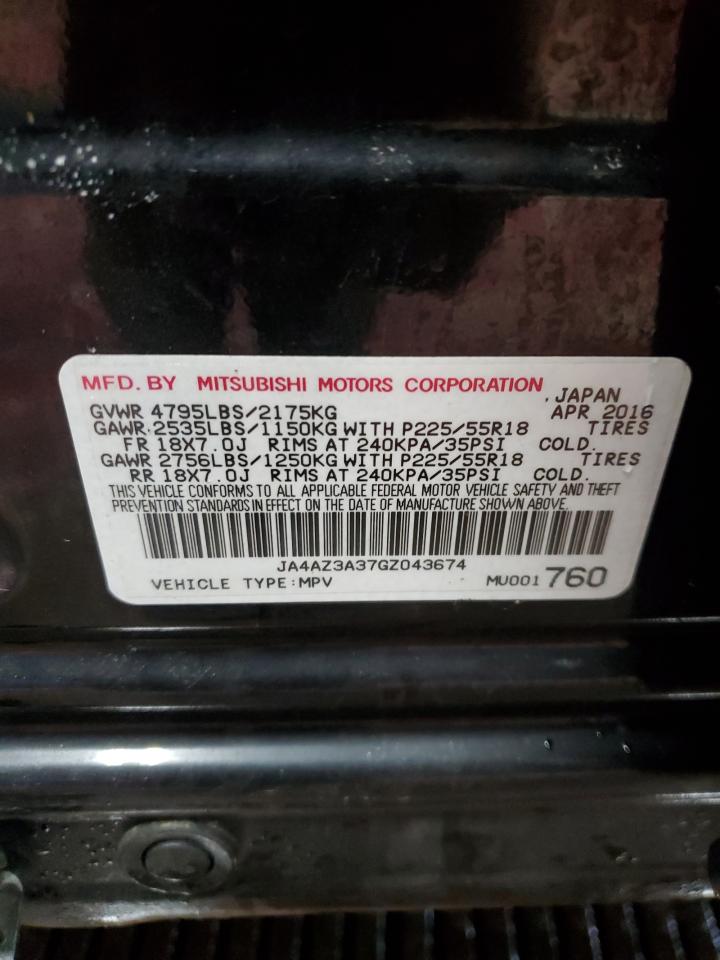 MFD. BY MITSUBISHI MOTORS CORPORATION, JAPAN
GVWR 4795LBS/2175KG APR 2016
GAWR 2535LBS/1150KG WITH P225/55R18 TIRES
FR 18X7.0J RIMS AT 240KPA/35PSI COLD.
GAWR 2756LBS/1250KG WITH P225/55R18 TIRES
RR 18X7.0J RIMS AT 240KPA/35PSI COLD.
THIS VEHICLE CONFORMS TO ALL APPLICABLE FEDERAL MOTOR VEHICLE SAFETY AND THEFT
PREVENTION STANDARDS IN EFFECT ON THE DATE OF MANUFACTURE SHOWN ABOVE.
JA4AZ3A37GZ043674
VEHICLE TYPE:MPV MU001 760